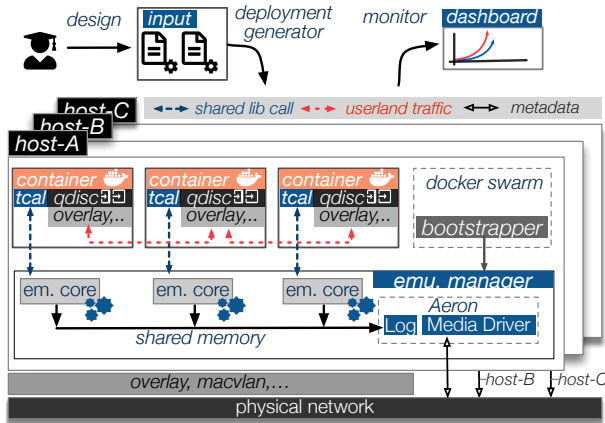 design
input
deployment
generator
monitor
dashboard
host-C
host-B
host-A
shared lib call
userland traffic
metadata
container
tcal
qdisc
overlay,..
container
tcal
qdisc
overlay,..
container
tcal
qdisc
overlay,..
docker swarm
bootstrapper
emu. manager
em. core
em. core
em. core
shared memory
Aeron
Log
Media Driver
overlay, macvlan,...
host-B
host-C
physical network